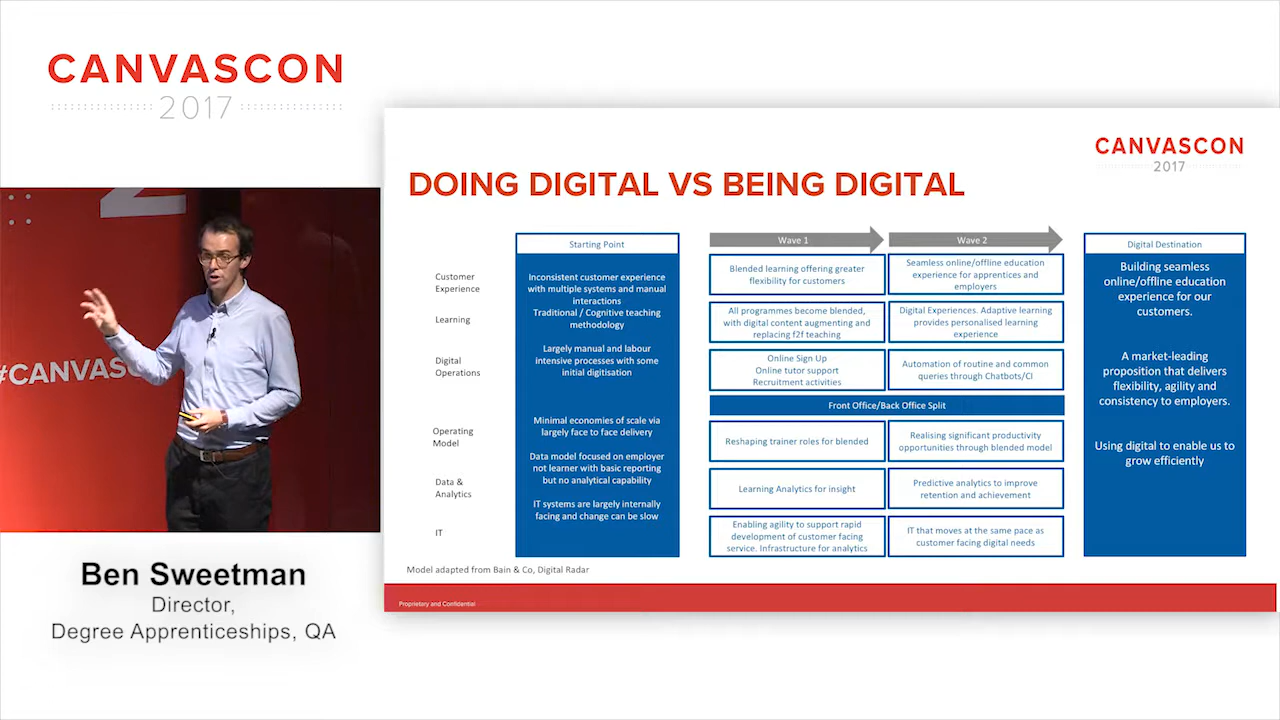 CANVASCON
2017
#CANVASC
Ben Sweetman
Director,
Degree Apprenticeships, QA
CANVASCON
2017
DOING DIGITAL VS BEING DIGITAL
Starting Point
Inconsistent customer experience
with multiple systems and manual
interactions
Traditional / Cognitive teaching
methodology
Largely manual and labour
intensive processes with some
initial digitisation
Minimal economies of scale via
largely face to face delivery
Data model focused on employer
not learner with basic reporting
but no analytical capability
IT systems are largely internally
facing and change can be slow
Wave 1
Wave 2
Customer
Experience
Blended learning offering greater
flexibility for customers
Seamless online/offline education
experience for apprentices and
employers
Learning
All programmes become blended,
with digital content augmenting and
replacing f2f teaching
Digital Experiences. Adaptive learning
provides personalised learning
experience
Digital
Operations
Online Sign Up
Online tutor support
Recruitment activities
Automation of routine and common
queries through Chatbots/CI
Front Office/Back Office Split
Operating
Model
Reshaping trainer roles for blended
Realising significant productivity
opportunities through blended model
Data &
Analytics
Learning Analytics for insight
Predictive analytics to improve
retention and achievement
IT
Enabling agility to support rapid
development of customer facing
service. Infrastructure for analytics
IT that moves at the same pace as
customer facing digital needs
Digital Destination
Building seamless
online/offline education
experience for our
customers.
A market-leading
proposition that delivers
flexibility, agility and
consistency to employers.
Using digital to enable us to
grow efficiently
Model adapted from Bain & Co, Digital Radar
Proprietary and Confidential